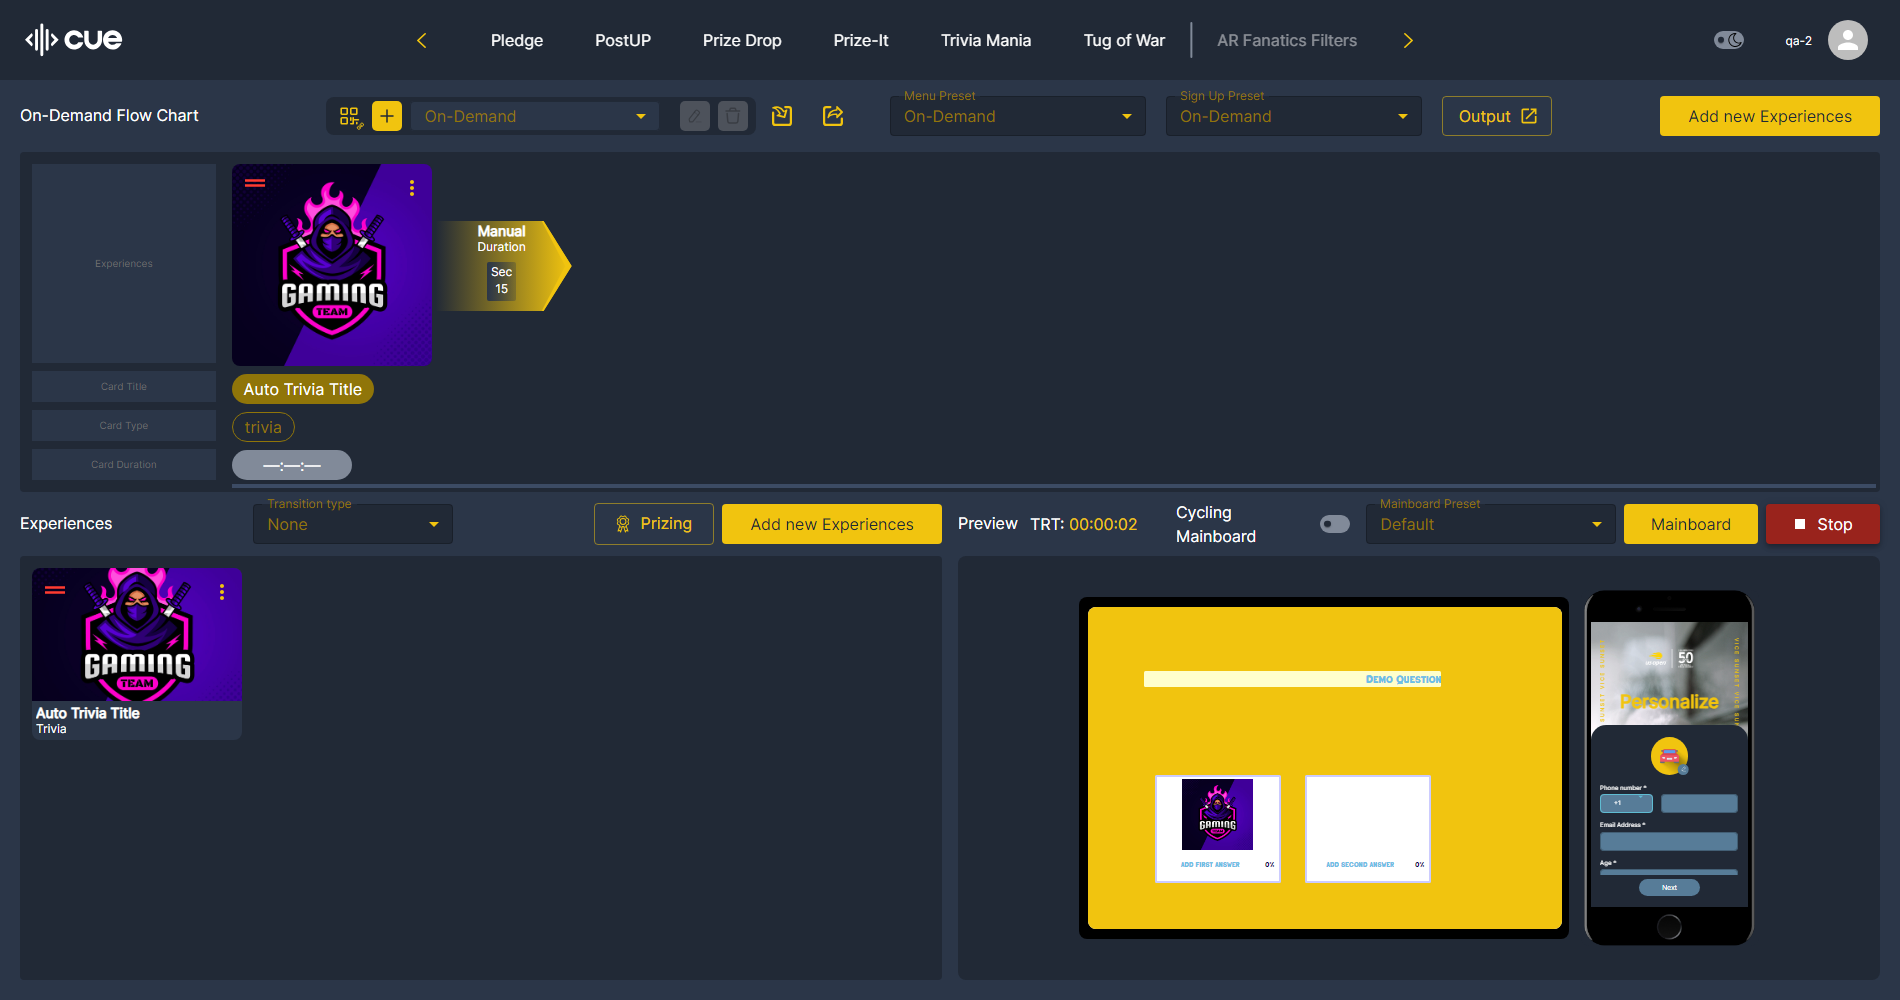 cue
Pledge
PostUP
Prize Drop
Prize-It
Trivia Mania
Tug of War
AR Fanatics Filters
qa-2
On-Demand Flow Chart
On-Demand
Menu Preset
On-Demand
Sign Up Preset
On-Demand
Output
Add new Experiences
Experiences
GAMING
TEAM
Manual
Duration
Sec
15
Card Title
Auto Trivia Title
Card Type
trivia
Card Duration
—:—:—
Experiences
Transition type
None
Prizing
Add new Experiences
Preview
TRT: 00:00:02
Cycling
Mainboard
Mainboard Preset
Default
Mainboard
Stop
GAMING
TEAM
Auto Trivia Title
Trivia
Demo Question
GAMING
TEAM
ADD FIRST ANSWER
0%
ADD SECOND ANSWER
0%
50
Personalize
Phone number *
+1
Email Address *
Age *
Next